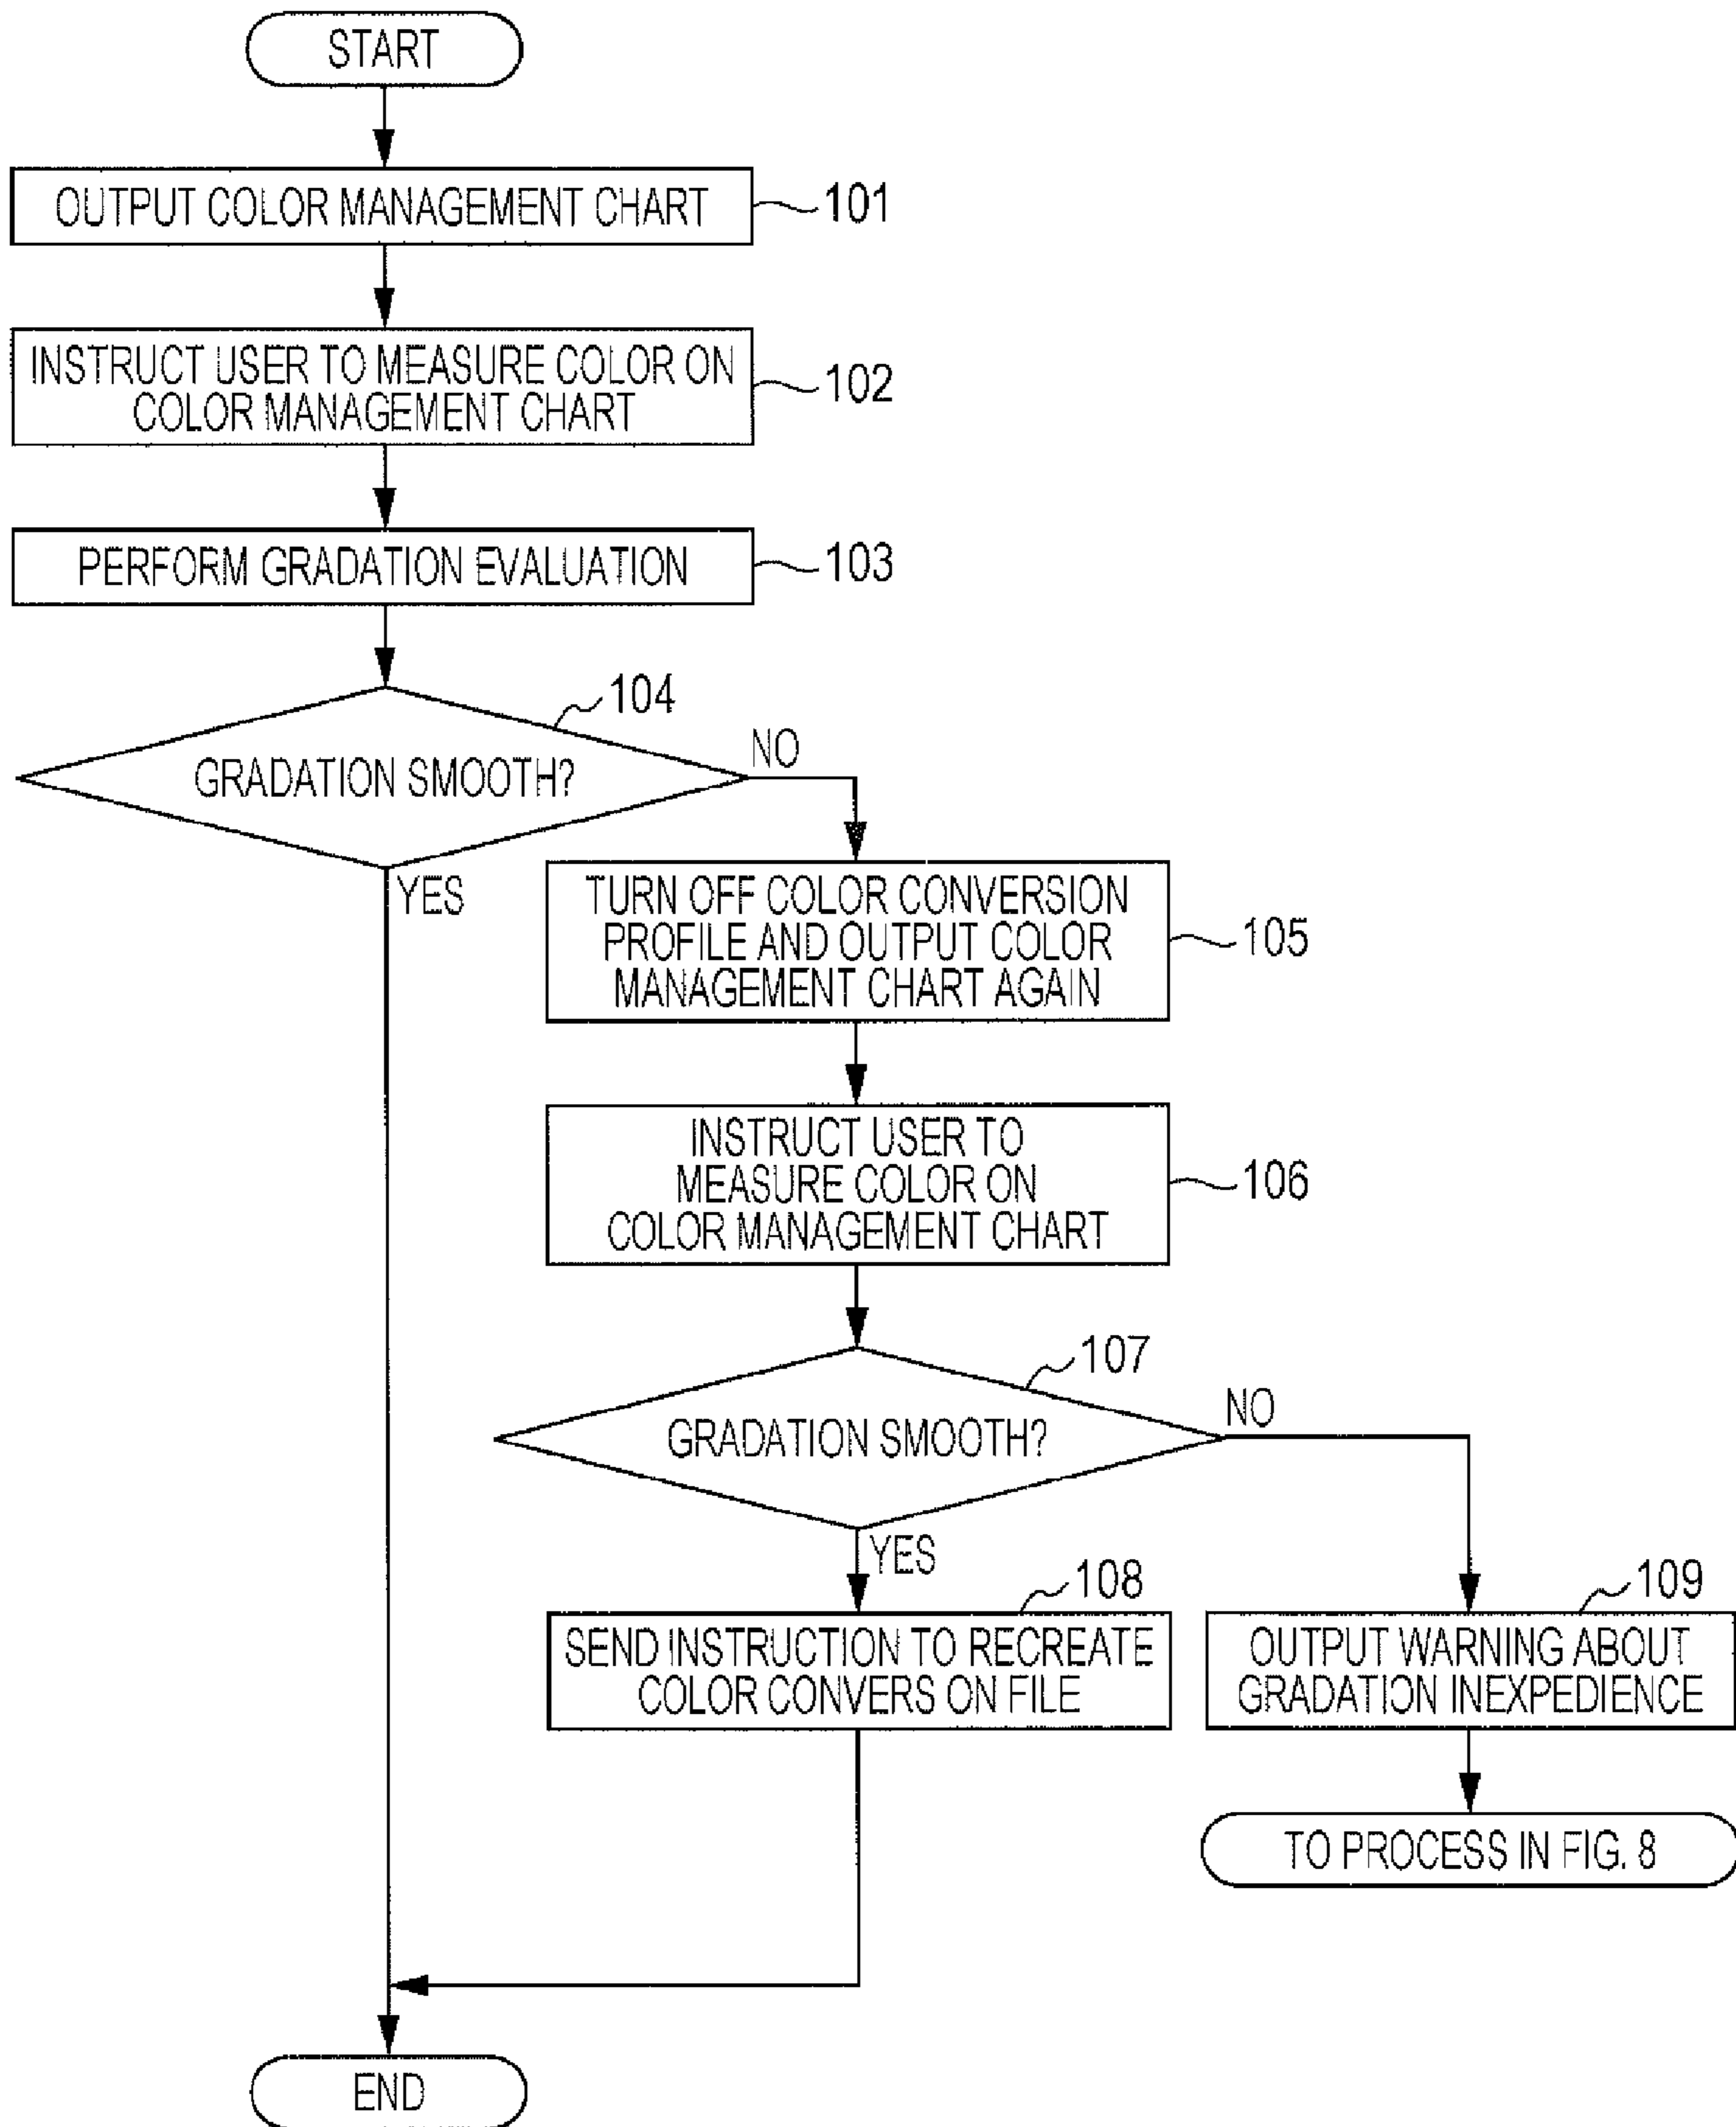 START
OUTPUT COLOR MANAGEMENT CHART
101
INSTRUCT USER TO MEASURE COLOR ON
COLOR MANAGEMENT CHART
102
PERFORM GRADATION EVALUATION
103
104
GRADATION SMOOTH?
NO
YES
TURN OFF COLOR CONVERSION
PROFILE AND OUTPUT COLOR
MANAGEMENT CHART AGAIN
105
INSTRUCT USER TO
MEASURE COLOR ON
COLOR MANAGEMENT CHART
106
107
GRADATION SMOOTH?
NO
YES
108
SEND INSTRUCTION TO RECREATE
COLOR CONVERS ON FILE
109
OUTPUT WARNING ABOUT
GRADATION INEXPEDIENCE
TO PROCESS IN FIG. 8
END